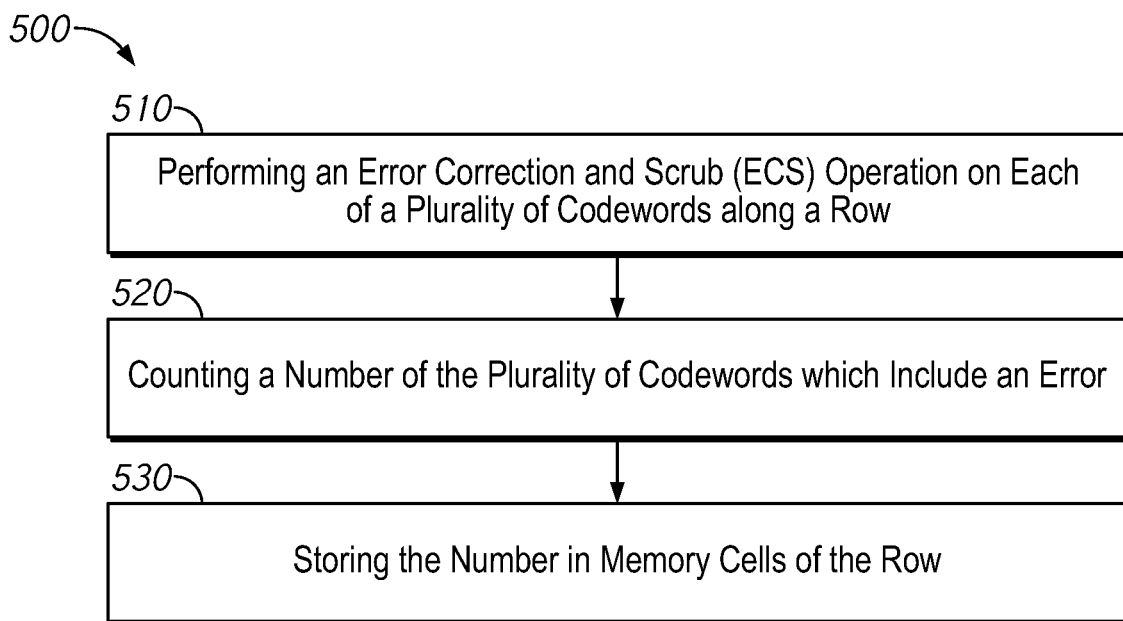 500
510
Performing an Error Correction and Scrub (ECS) Operation on Each
of a Plurality of Codewords along a Row
520
Counting a Number of the Plurality of Codewords which Include an Error
530
Storing the Number in Memory Cells of the Row